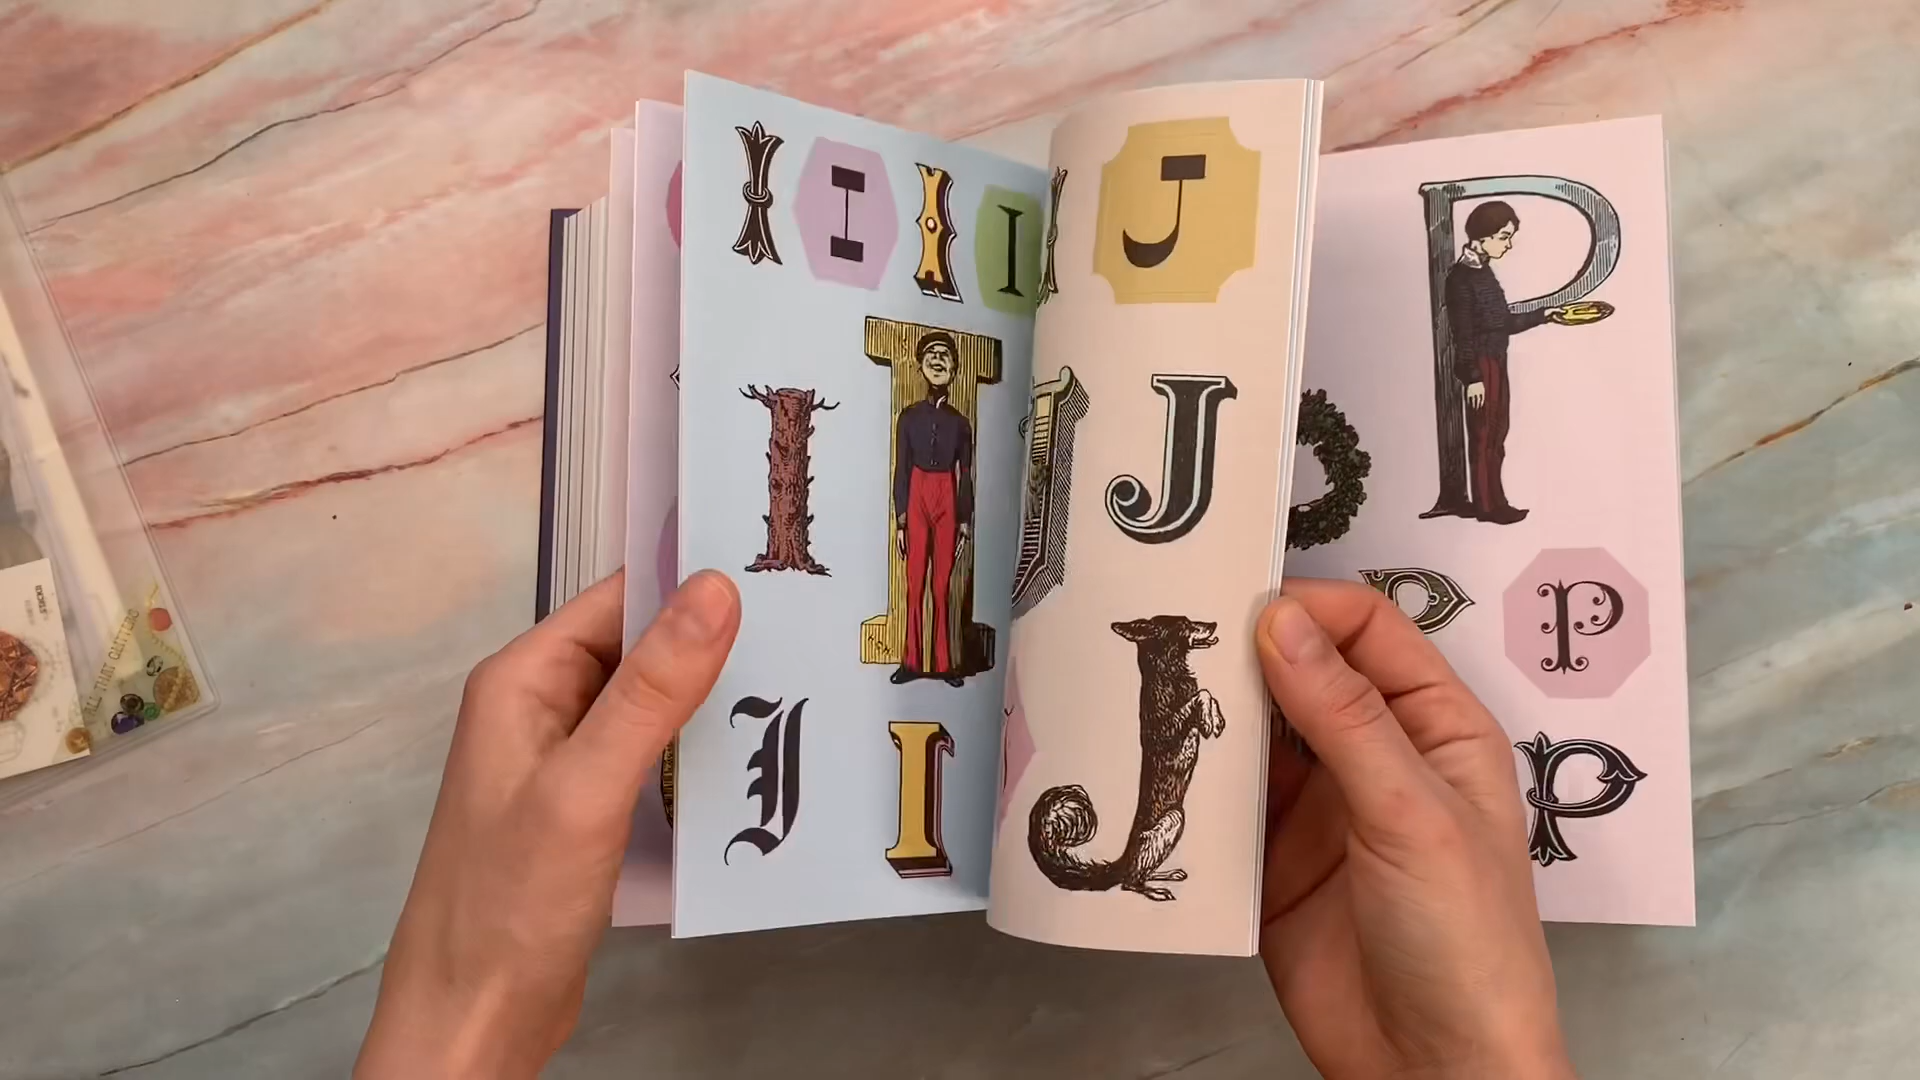 I I I I
I I
I I
J
J J
J
P
P
P P
ALL THAT GLITTERS